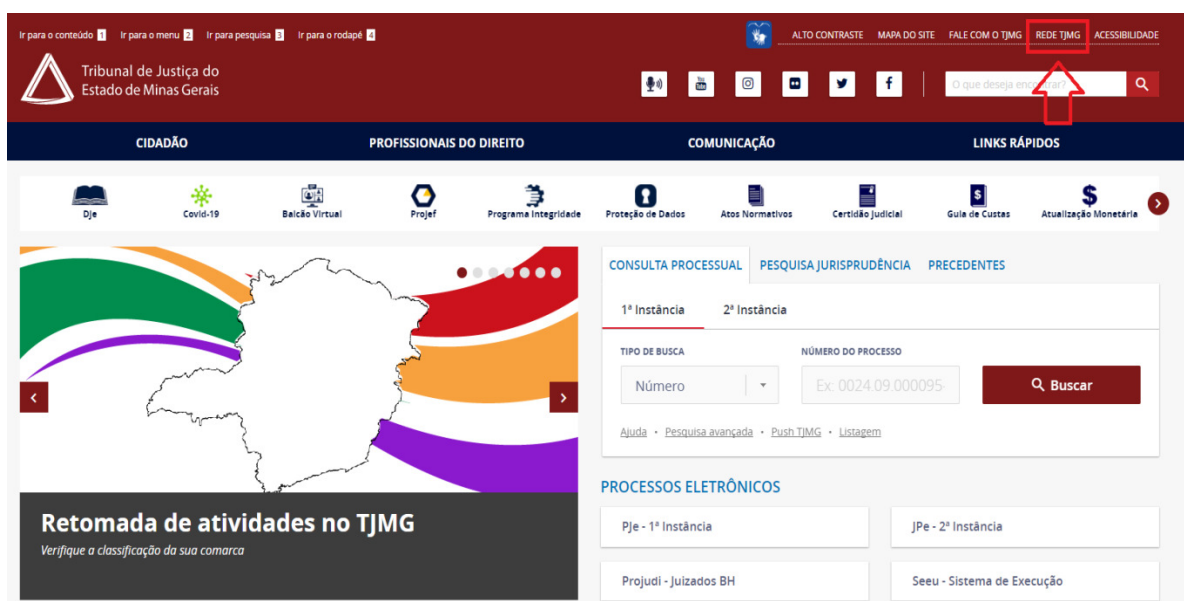 Ir para o conteúdo 1 Ir para o menu 2 Ir para pesquisa 3 Ir para o rodapé 4
ALTO CONTRASTE MAPA DO SITE FALE COM O TJMG REDE TJMG ACESSIBILIDADE
Tribunal de Justiça do
Estado de Minas Gerais
You Tube
O que deseja encontrar?
CIDADÃO PROFISSIONAIS DO DIREITO COMUNICAÇÃO LINKS RÁPIDOS
Dje Covid-19 Balcão Virtual Projef Programa Integridade Proteção de Dados Atos Normativos Certidão Judicial Guia de Custas Atualização Monetária
CONSULTA PROCESSUAL PESQUISA JURISPRUDÊNCIA PRECEDENTES
1ª Instância 2ª Instância
TIPO DE BUSCA NÚMERO DO PROCESSO
Número Ex: 0024.09.000095- Buscar
Ajuda • Pesquisa avançada • Push TJMG • Listagem
PROCESSOS ELETRÔNICOS
PJe - 1ª Instância JPe - 2ª Instância
Projudi - Juizados BH Seeu - Sistema de Execução
Retomada de atividades no TJMG
Verifique a classificação da sua comarca